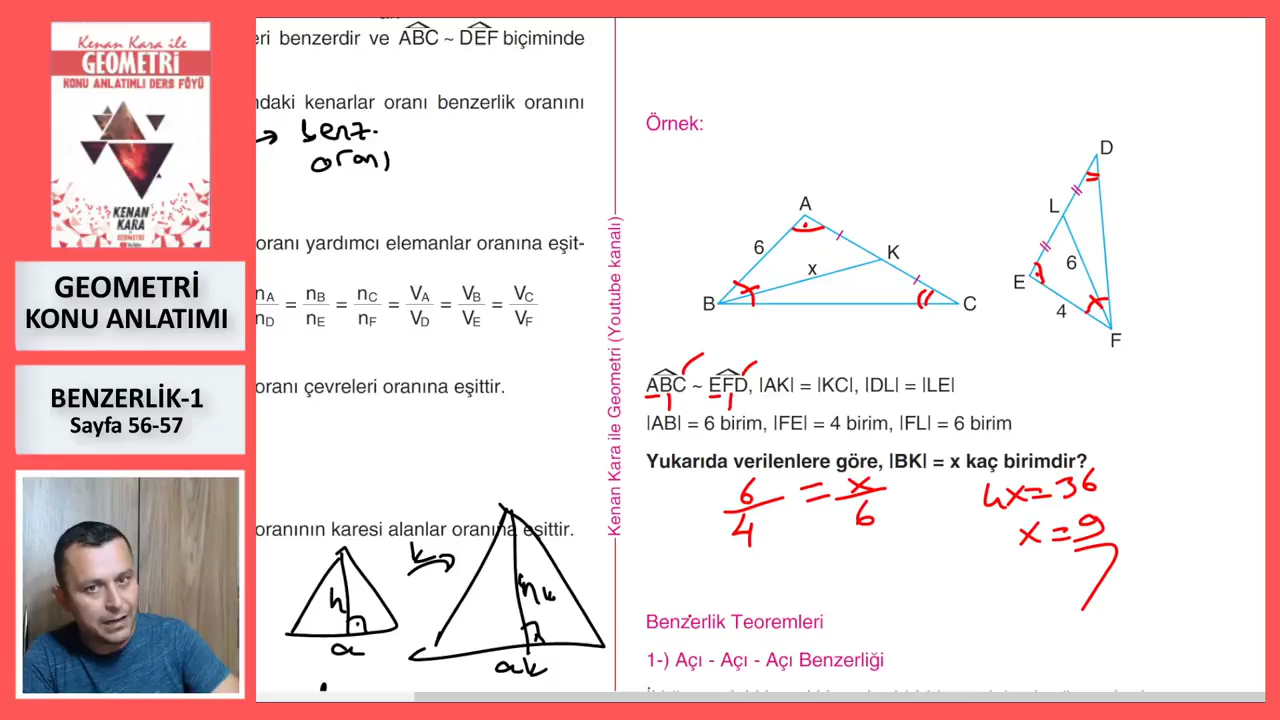 Kenan Kara ile
GEOMETRİ
KONU ANLATIMLI DERS FÖYÜ
KENAN
KARA
GEOMETRİ KONU ANLATIMI
BENZERLİK-1
Sayfa 56-57
eri benzerdir ve ABC ~ DEF biçiminde
ndaki kenarlar oranı benzerlik oranını
→ benz.
oranı
oranı yardımcı elemanlar oranına eşit-
nA/nD = nB/nE = nC/nF = VA/VD = VB/VE = VC/VF
oranı çevreleri oranına eşittir.
oranının karesi alanlar oranına eşittir.
k
h
a
hk
ak
Kenan Kara ile Geometri (Youtube kanalı)
Örnek:
A
6
x
K
B
C
D
L
6
E
4
F
ABC ~ EFD, |AK| = |KC|, |DL| = |LE|
|AB| = 6 birim, |FE| = 4 birim, |FL| = 6 birim
Yukarıda verilenlere göre, |BK| = x kaç birimdir?
6/4 = x/6
4x=36
x=9
Benzerlik Teoremleri
1-) Açı - Açı - Açı Benzerliği